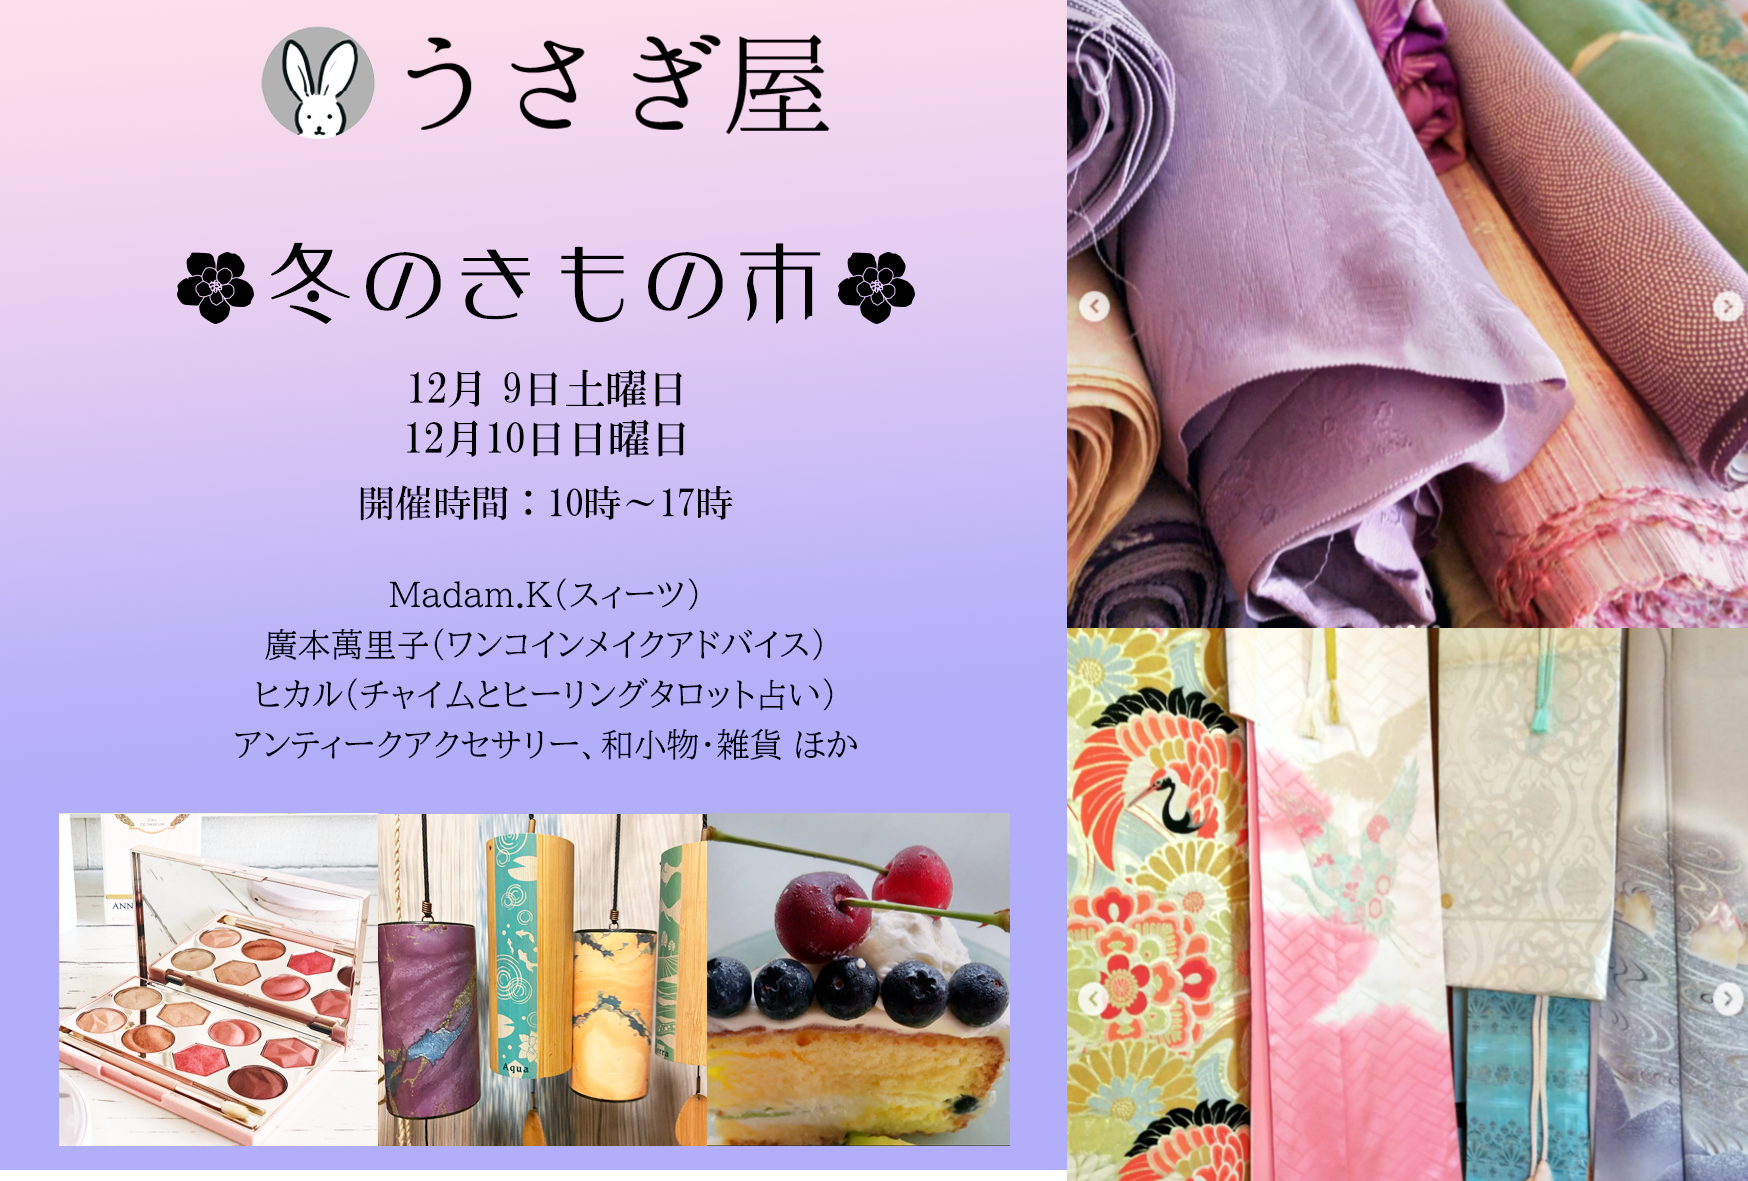 うさぎ屋
冬のきもの市
12月 9日土曜日
12月10日日曜日
開催時間：10時～17時
Madam.K（スィーツ）
廣本萬里子（ワンコインメイクアドバイス）
ヒカル（チャイムとヒーリングタロット占い）
アンティークアクセサリー、和小物・雑貨 ほか
ANN
Aqua